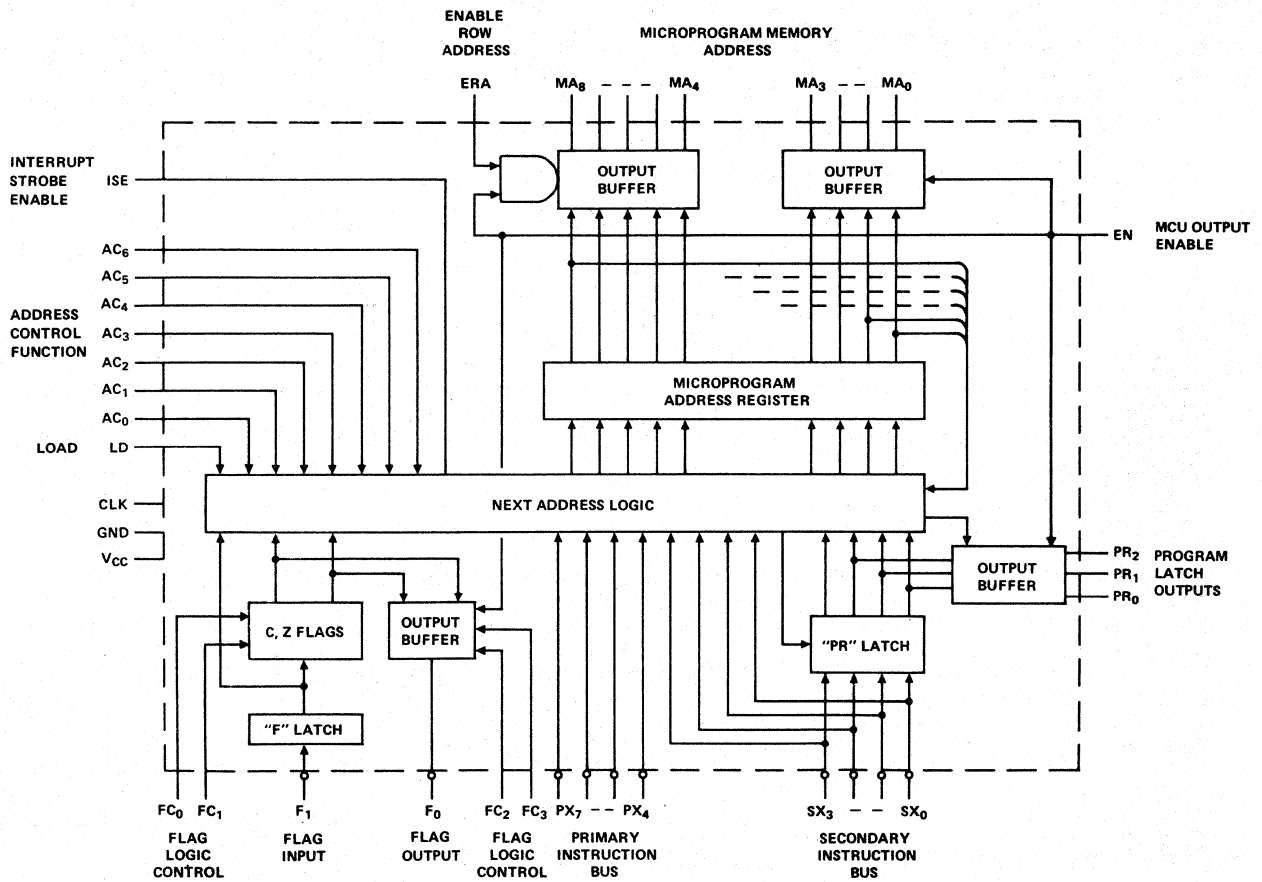 ENABLE
ROW
ADDRESS
MICROPROGRAM MEMORY
ADDRESS
ERA
MA8 - - - MA4
MA3 - - MA0
INTERRUPT
STROBE
ENABLE
ISE
OUTPUT
BUFFER
OUTPUT
BUFFER
EN
MCU OUTPUT
ENABLE
ADDRESS
CONTROL
FUNCTION
AC6
AC5
AC4
AC3
AC2
AC1
AC0
LOAD LD
MICROPROGRAM
ADDRESS REGISTER
CLK
GND
VCC
NEXT ADDRESS LOGIC
OUTPUT
BUFFER
PR2
PR1
PR0
PROGRAM
LATCH
OUTPUTS
C, Z FLAGS
OUTPUT
BUFFER
"PR" LATCH
"F" LATCH
FC0 FC1
FLAG
LOGIC
CONTROL
F1
FLAG
INPUT
F0
FLAG
OUTPUT
FC2 FC3
FLAG
LOGIC
CONTROL
PX7 - - PX4
PRIMARY
INSTRUCTION
BUS
SX3 - - SX0
SECONDARY
INSTRUCTION
BUS